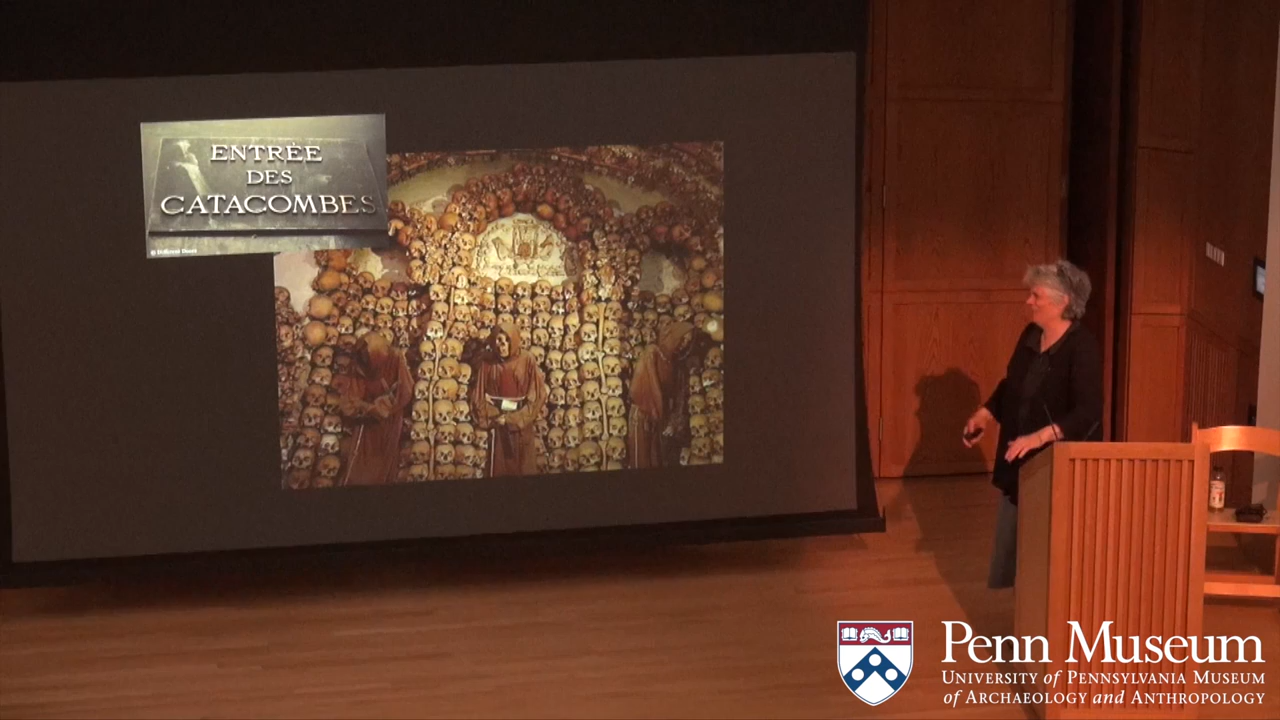 ENTRÉE
DES
CATACOMBES
Penn Museum
UNIVERSITY of PENNSYLVANIA MUSEUM
of ARCHAEOLOGY and ANTHROPOLOGY